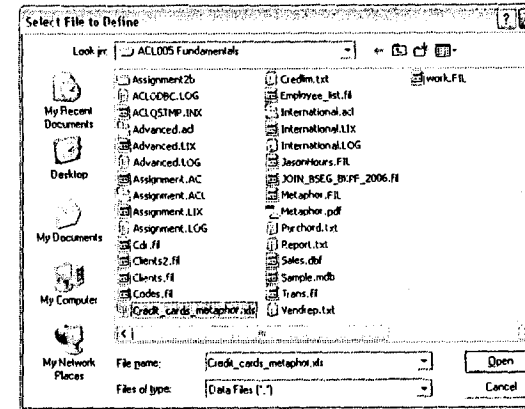 Select File to Define
Look in: ACL005 Fundamentals
My Recent Documents
Desktop
My Documents
My Computer
My Network Places
Assignment2b
ACLODBC.LOG
ACLQSTMP.INX
Advanced.acl
Advanced.LIX
Advanced.LOG
Assignment.AC
Assignment.ACL
Assignment.LIX
Assignment.LOG
Cdr.fil
Clients2.fil
Clients.fil
Codes.fil
Credit_cards_metaphor.xls
Credlim.txt
Employee_list.fil
International.acl
International.LIX
International.LOG
JasonHours.FIL
JOIN_BSEG_BKPF_2006.fil
Metaphor.FIL
Metaphor.pdf
Purchord.txt
Report.txt
Sales.dbf
Sample.mdb
Trans.fil
Vendrep.txt
work.FIL
File name: Credit_cards_metaphor.xls
Open
Files of type: Data Files (*.*)
Cancel